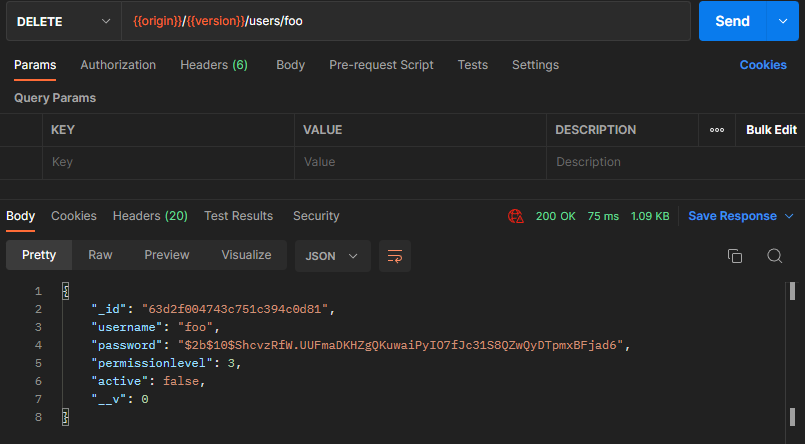 DELETE {{origin}}/{{version}}/users/foo Send
Params Authorization Headers (6) Body Pre-request Script Tests Settings Cookies
Query Params
KEY VALUE DESCRIPTION ooo Bulk Edit
Key Value Description
Body Cookies Headers (20) Test Results Security 200 OK 75 ms 1.09 KB Save Response
Pretty Raw Preview Visualize JSON
1 {
2 "_id": "63d2f004743c751c394c0d81",
3 "username": "foo",
4 "password": "$2b$10$ShcvzRfW.UUFmaDKHZgQKuwaiPyIO7fJc31S8QZwQyDTpmxBFjad6",
5 "permissionlevel": 3,
6 "active": false,
7 "__v": 0
8 }